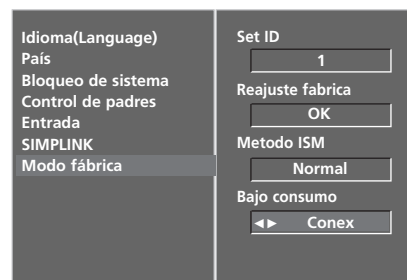 Idioma(Language)
País
Bloqueo de sistema
Control de padres
Entrada
SIMPLINK
Modo fábrica
Set ID
1
Reajuste fabrica
OK
Metodo ISM
Normal
Bajo consumo
◄► Conex